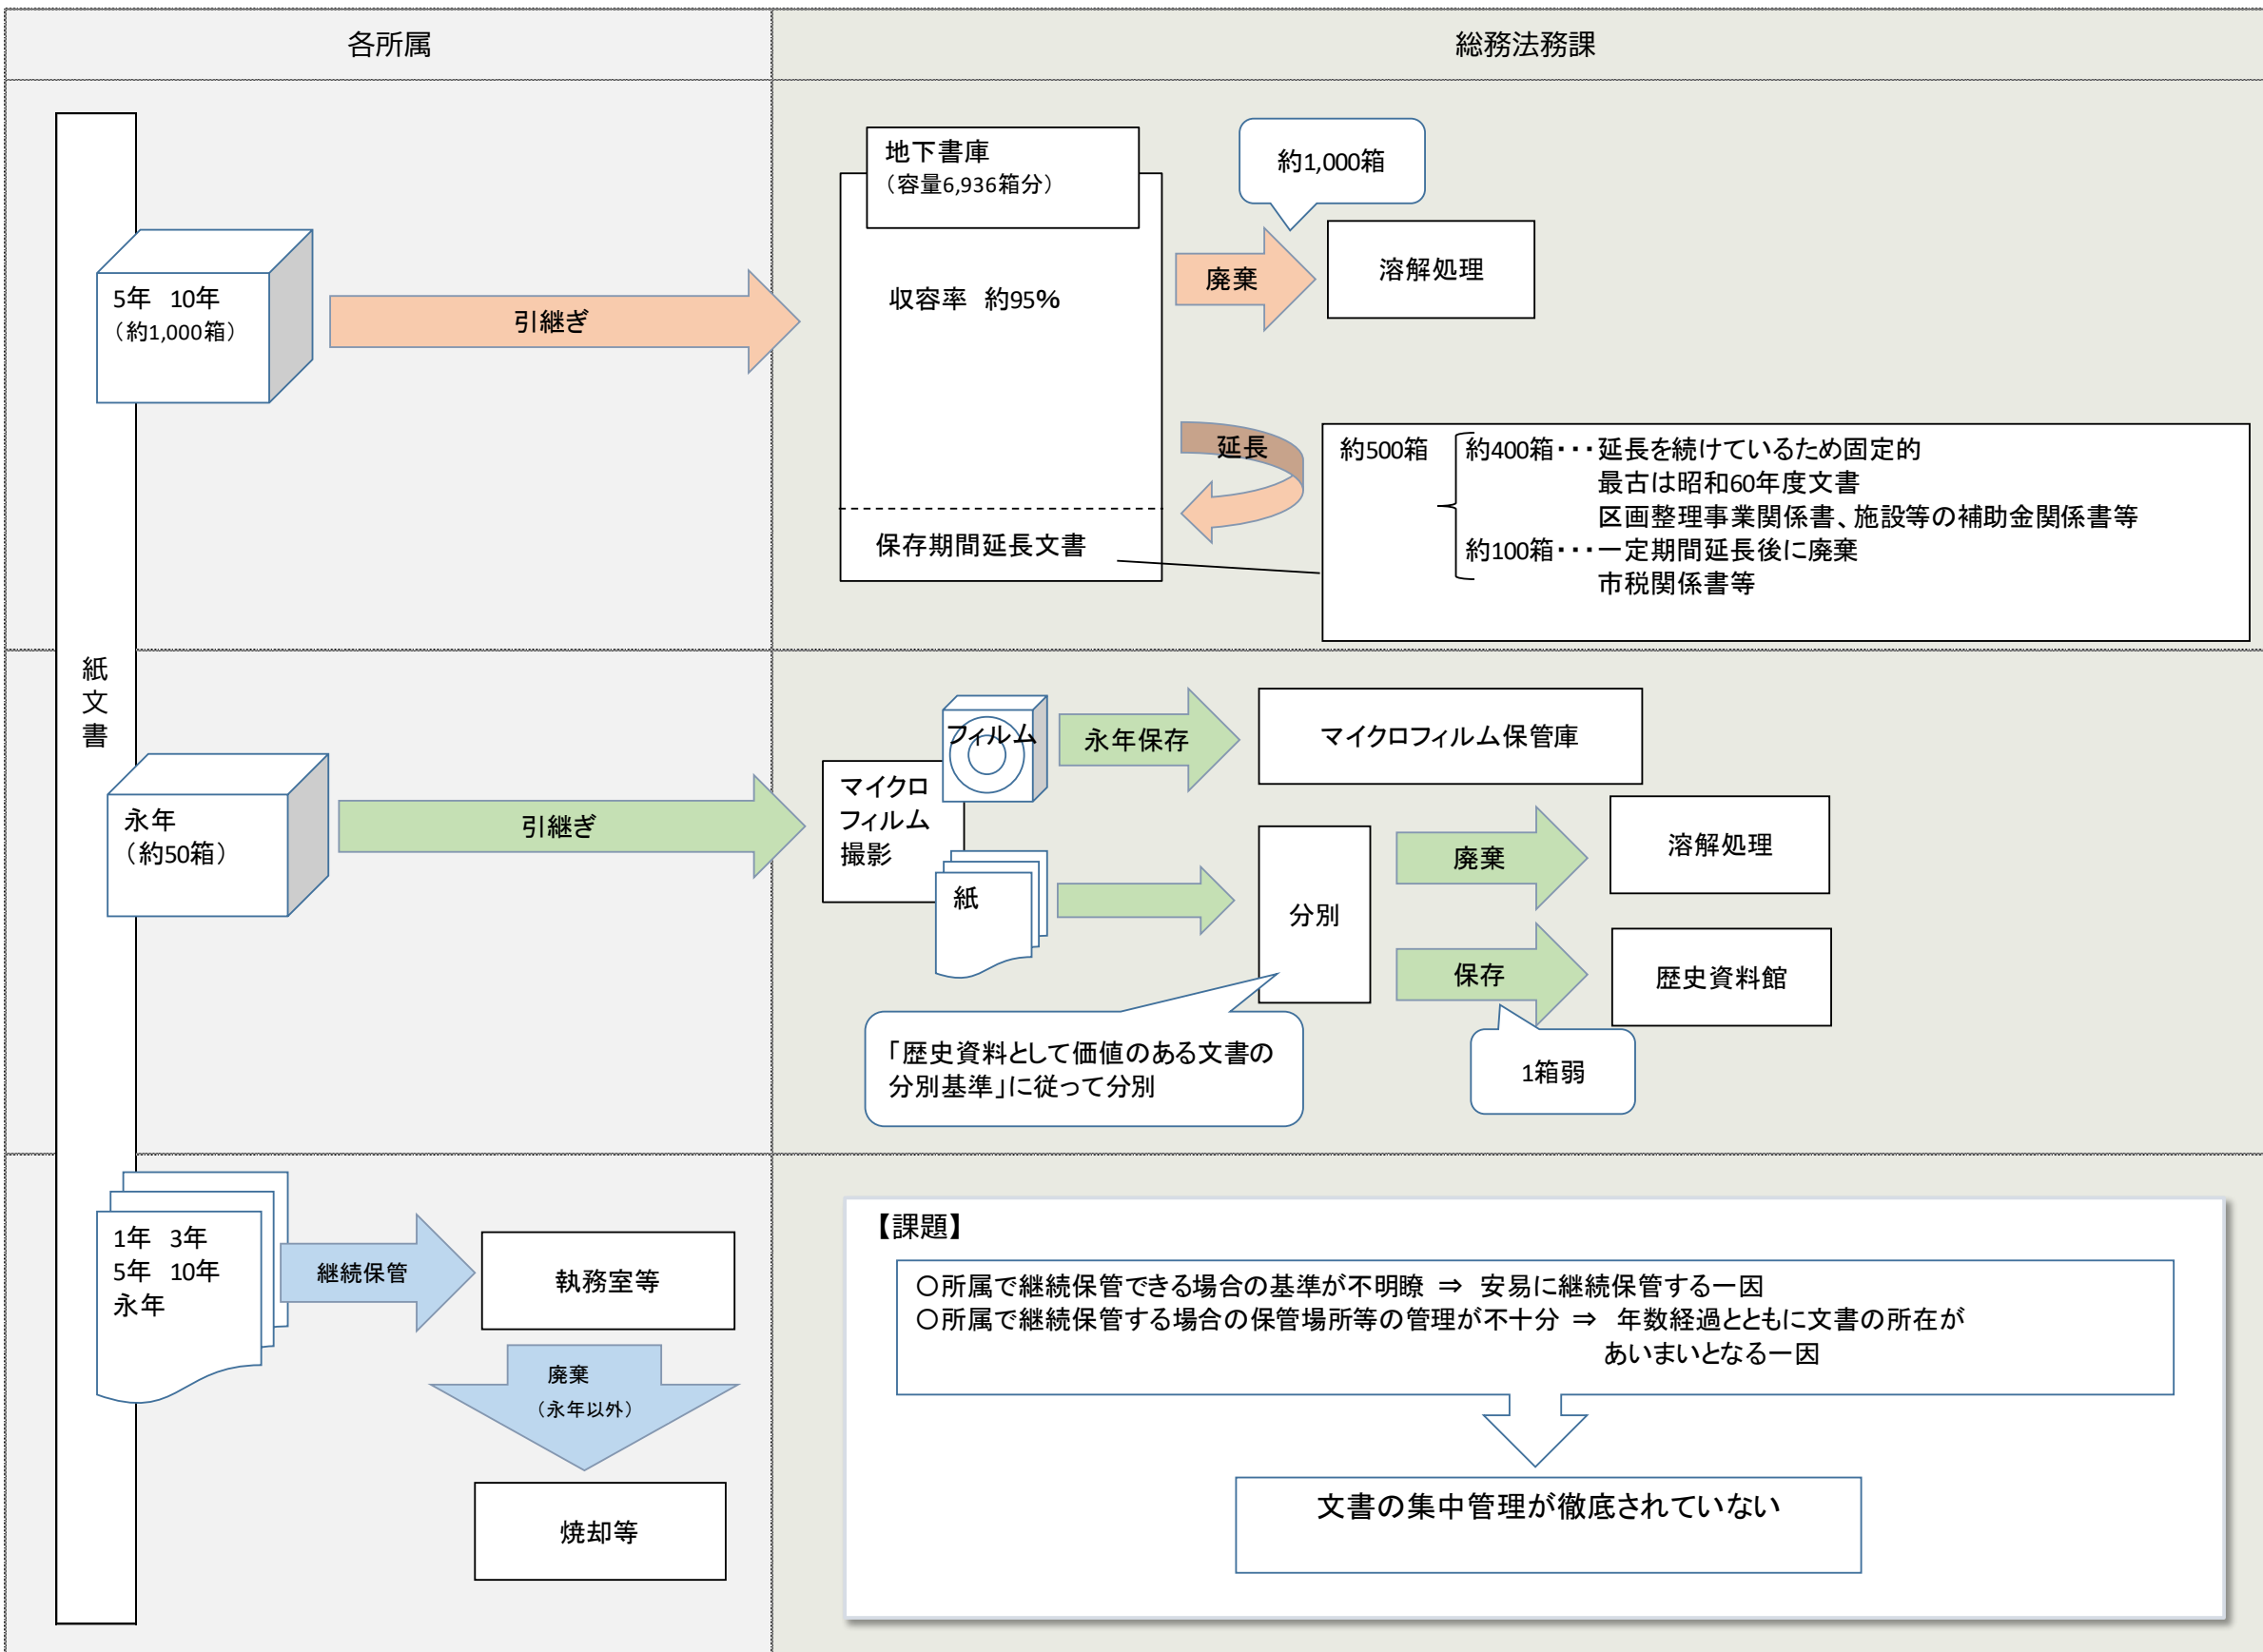 各所属
総務法務課
紙文書
5年 10年
（約1,000箱）
引継ぎ
地下書庫
（容量6,936箱分）
収容率 約95%
保存期間延長文書
約1,000箱
廃棄
溶解処理
延長
約500箱
約400箱・・・延長を続けているため固定的
最古は昭和60年度文書
区画整理事業関係書、施設等の補助金関係書等
約100箱・・・一定期間延長後に廃棄
市税関係書等
永年
（約50箱）
引継ぎ
マイクロ
フィルム
撮影
フィルム
紙
永年保存
マイクロフィルム保管庫
分別
廃棄
溶解処理
保存
歴史資料館
「歴史資料として価値のある文書の
分別基準」に従って分別
1箱弱
1年 3年
5年 10年
永年
継続保管
執務室等
廃棄
（永年以外）
焼却等
【課題】
○所属で継続保管できる場合の基準が不明瞭 ⇒ 安易に継続保管する一因
○所属で継続保管する場合の保管場所等の管理が不十分 ⇒ 年数経過とともに文書の所在が
あいまいとなる一因
文書の集中管理が徹底されていない